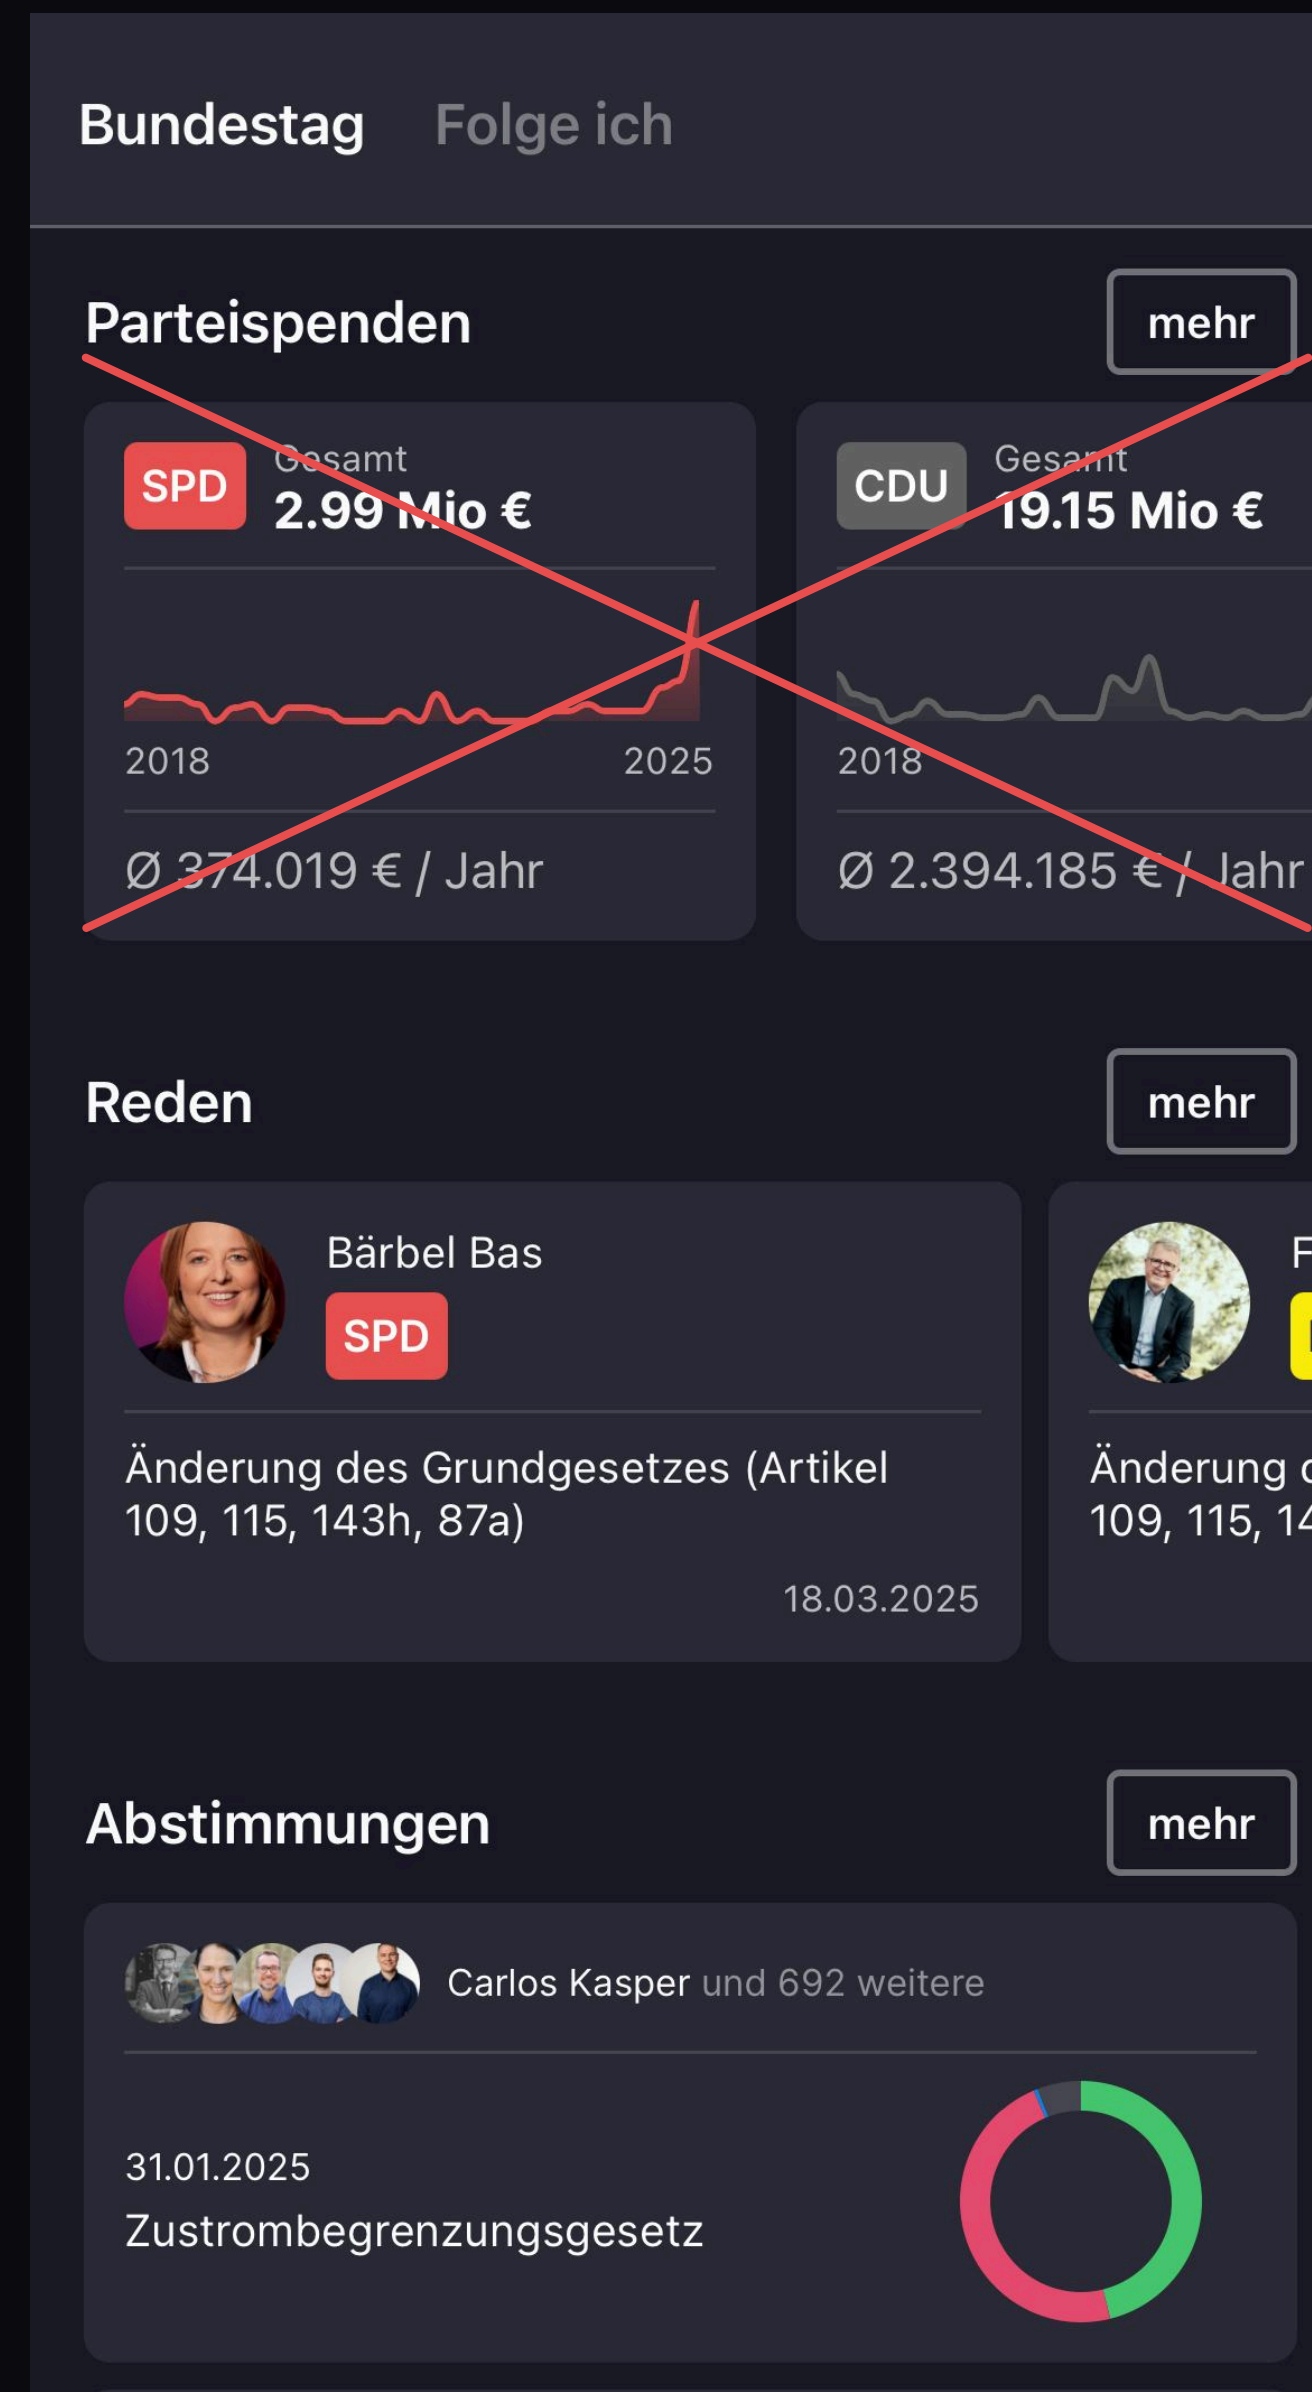 Bundestag Folge ich
Parteispenden mehr
SPD
Gesamt
2.99 Mio €
2018 2025
Ø 374.019 € / Jahr
CDU
Gesamt
19.15 Mio €
2018
Ø 2.394.185 € / Jahr
Reden mehr
Bärbel Bas
SPD
Änderung des Grundgesetzes (Artikel
109, 115, 143h, 87a)
18.03.2025
F
Änderung
109, 115, 14
Abstimmungen mehr
Carlos Kasper und 692 weitere
31.01.2025
Zustrombegrenzungsgesetz